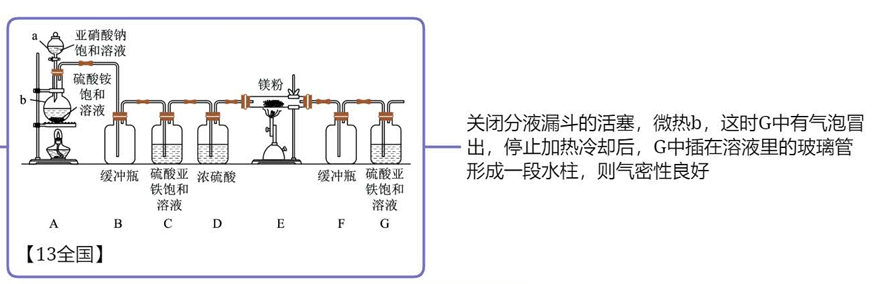 a
亚硝酸钠
饱和溶液
硫酸铵
饱和
溶液
b
镁粉
缓冲瓶
硫酸亚
铁饱和
溶液
浓硫酸
缓冲瓶
硫酸亚
铁饱和
溶液
A B C D E F G
【13全国】
关闭分液漏斗的活塞，微热b，这时G中有气泡冒
出，停止加热冷却后，G中插在溶液里的玻璃管
形成一段水柱，则气密性良好